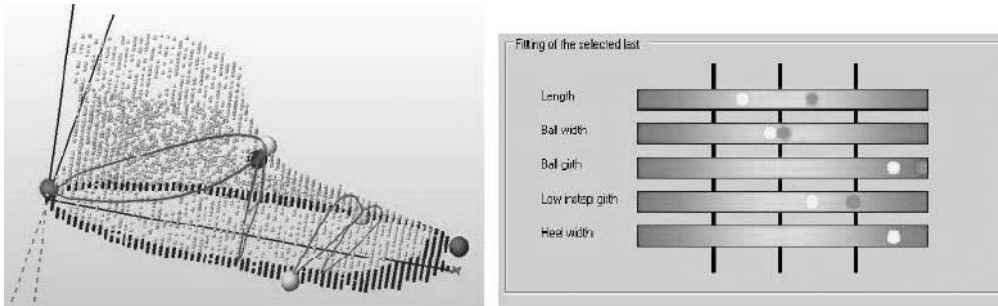 Fitting of the selected last
Length
Ball width
Ball girth
Low instep girth
Heel width